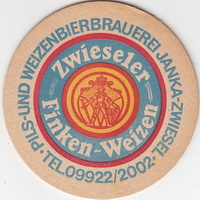 PILS-UND WEIZENBIERBRAUEREI JANKA-ZWIESEL
Zwieseler
Finken-Weizen
·TEL.09922/2002·